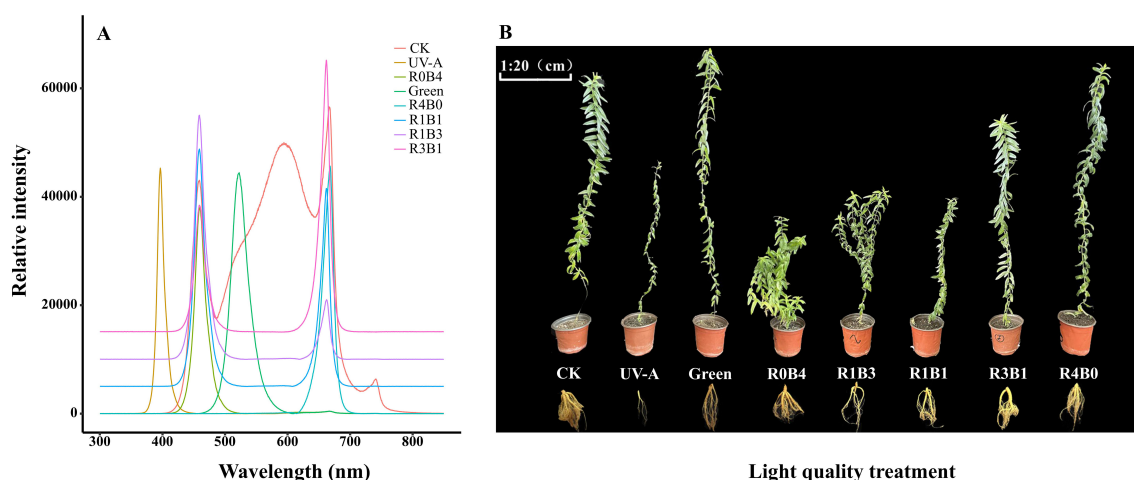 A
CK
UV-A
R0B4
Green
R4B0
R1B1
R1B3
R3B1
60000
40000
20000
0
300 400 500 600 700 800
Relative intensity
Wavelength (nm)
B
1:20（cm）
CK UV-A Green R0B4 R1B3 R1B1 R3B1 R4B0
Light quality treatment